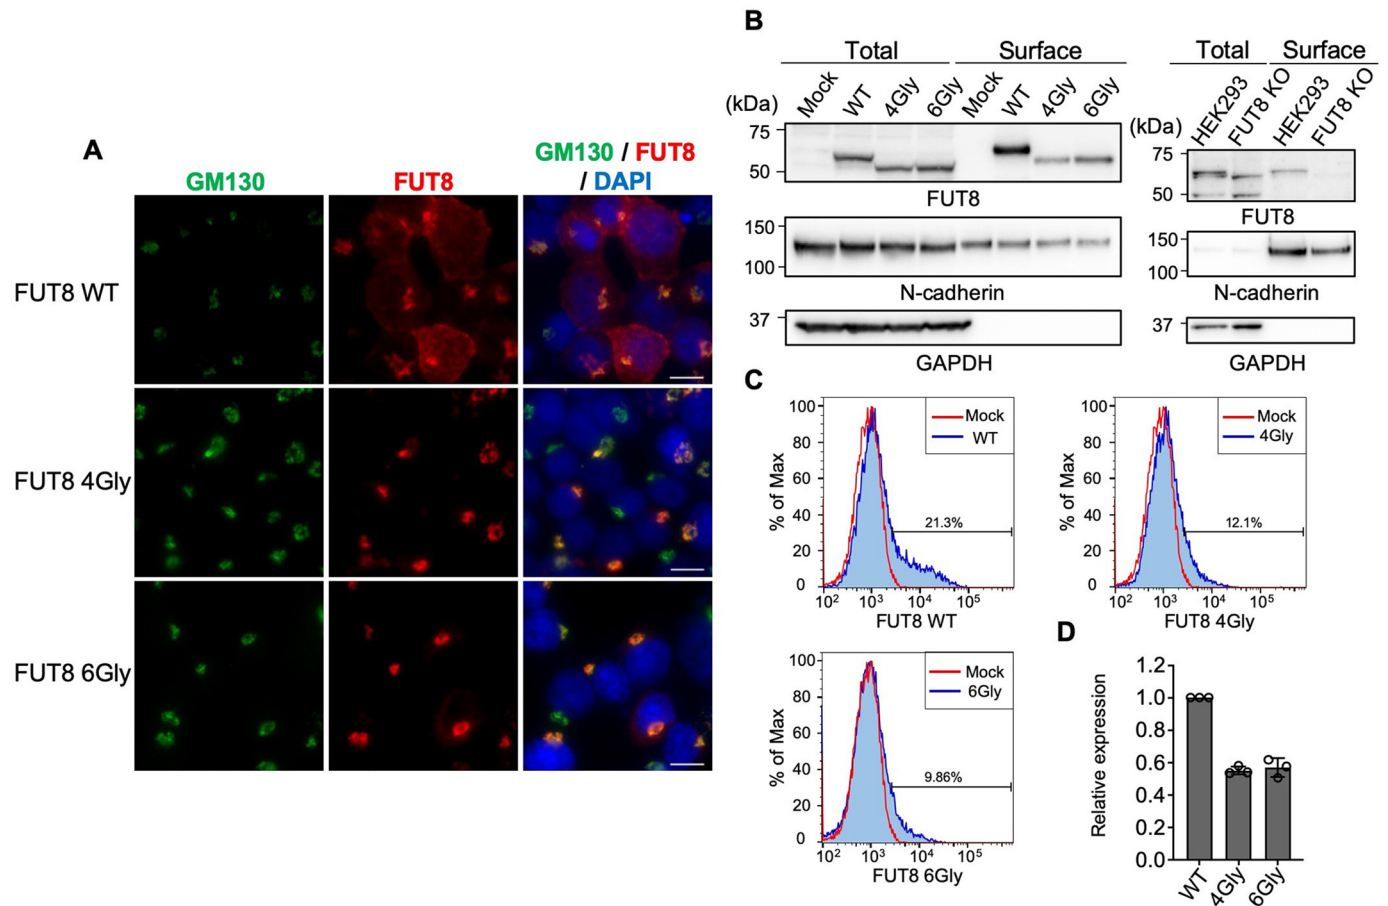 A
GM130
FUT8
GM130 / FUT8
/ DAPI
FUT8 WT
FUT8 4Gly
FUT8 6Gly
B
Total
Surface
(kDa)
Mock
WT
4Gly
6Gly
Mock
WT
4Gly
6Gly
75
50
FUT8
150
100
N-cadherin
37
GAPDH
Total
Surface
(kDa)
HEK293
FUT8 KO
HEK293
FUT8 KO
75
50
FUT8
150
100
N-cadherin
37
GAPDH
C
% of Max
100
80
60
40
20
0
Mock
WT
21.3%
10² 10³ 10⁴ 10⁵
FUT8 WT
% of Max
100
80
60
40
20
0
Mock
4Gly
12.1%
10² 10³ 10⁴ 10⁵
FUT8 4Gly
% of Max
100
80
60
40
20
0
Mock
6Gly
9.86%
10² 10³ 10⁴ 10⁵
FUT8 6Gly
D
Relative expression
1.2
1.0
0.8
0.6
0.4
0.2
0.0
WT
4Gly
6Gly